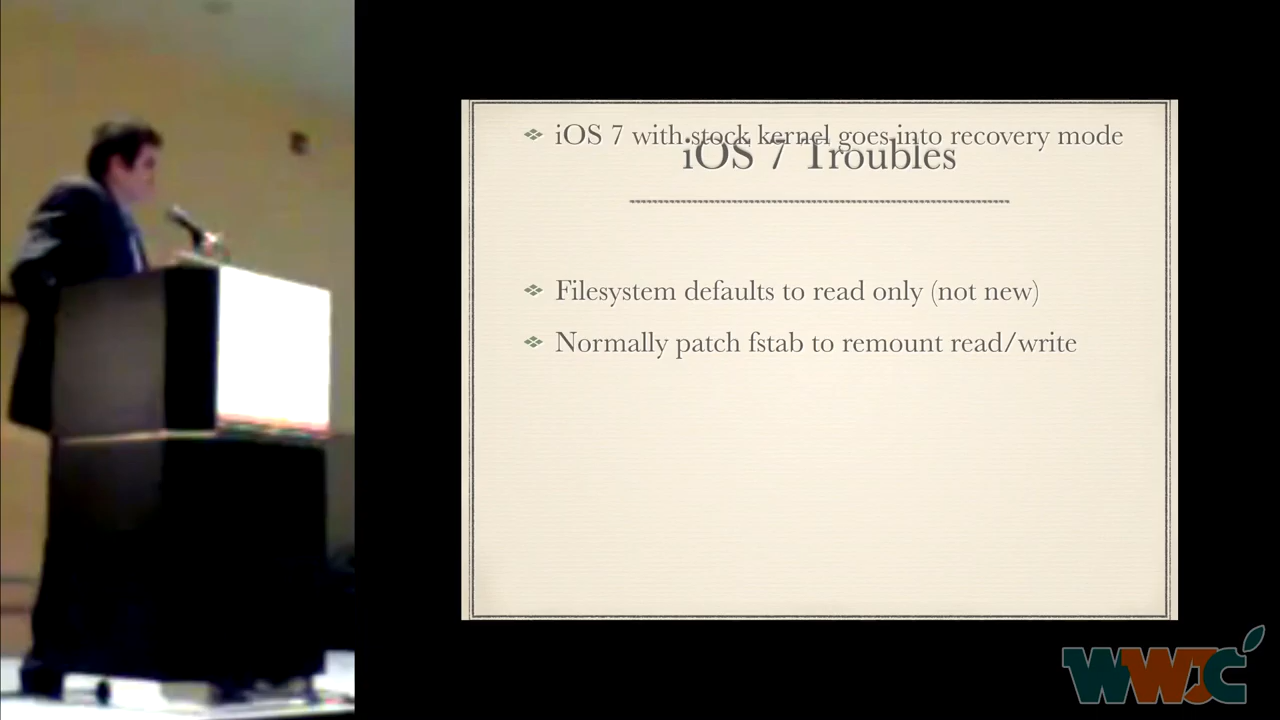 iOS 7 with stock kernel goes into recovery mode
iOS 7 Troubles
Filesystem defaults to read only (not new)
Normally patch fstab to remount read/write
WWJC